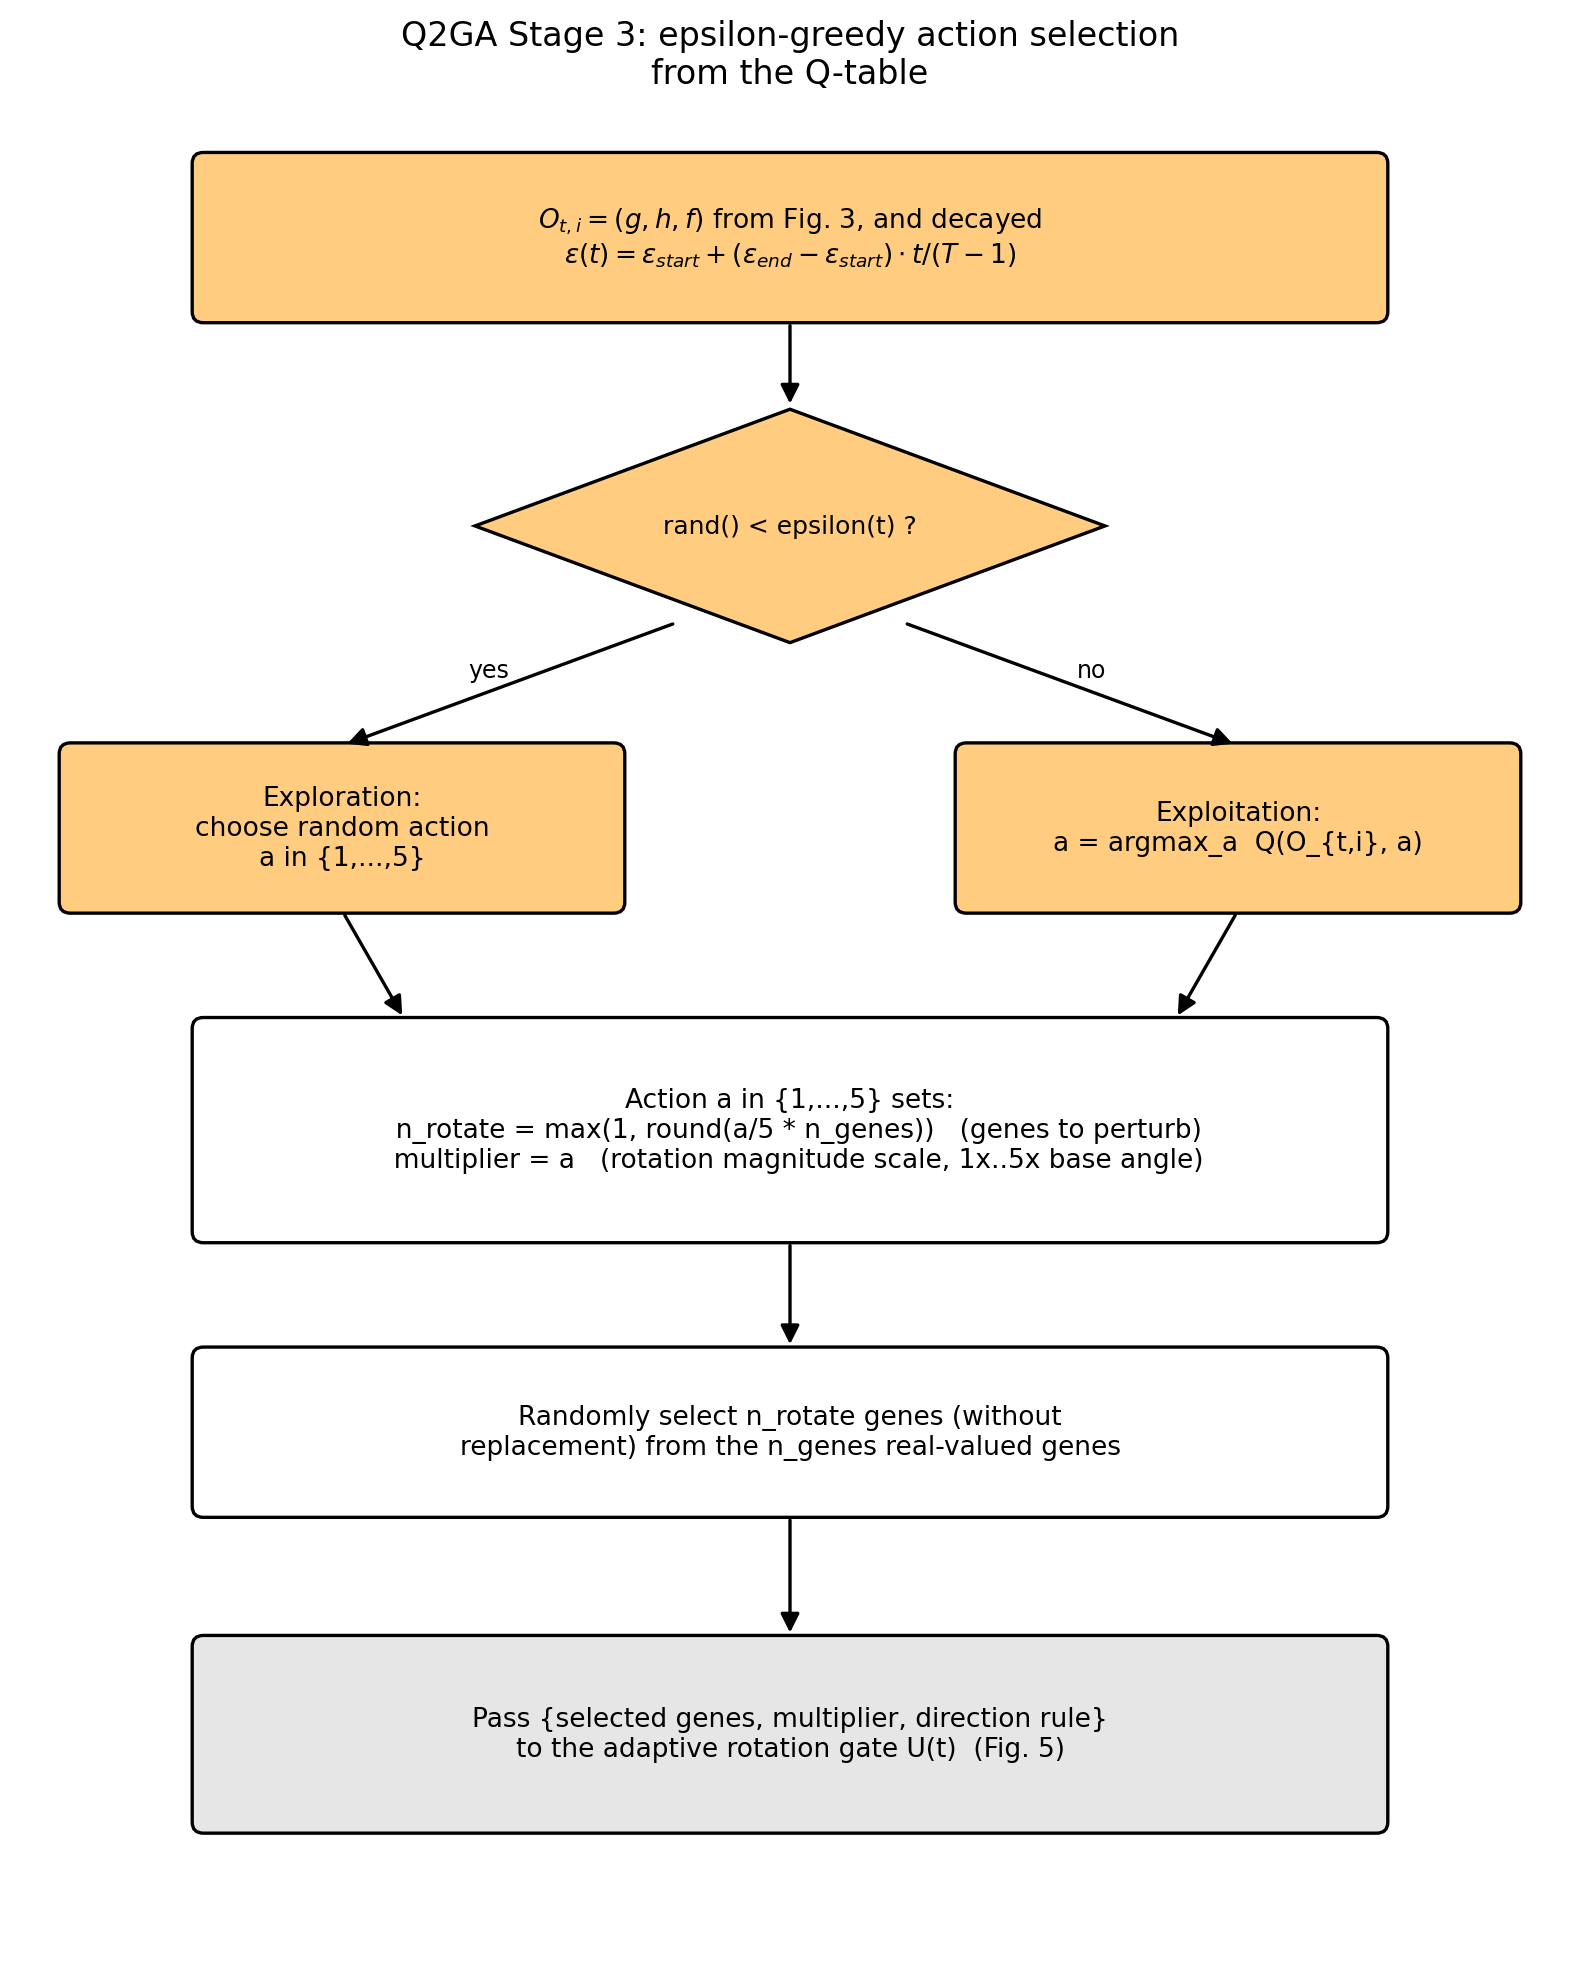 Q2GA Stage 3: epsilon-greedy action selection
from the Q-table
O_{t,i} = (g, h, f) from Fig. 3, and decayed
ε(t) = ε_{start} + (ε_{end} − ε_{start}) · t/(T − 1)
rand() < epsilon(t) ?
yes
no
Exploration:
choose random action
a in {1,...,5}
Exploitation:
a = argmax_a  Q(O_{t,i}, a)
Action a in {1,...,5} sets:
n_rotate = max(1, round(a/5 * n_genes))   (genes to perturb)
multiplier = a   (rotation magnitude scale, 1x..5x base angle)
Randomly select n_rotate genes (without
replacement) from the n_genes real-valued genes
Pass {selected genes, multiplier, direction rule}
to the adaptive rotation gate U(t)  (Fig. 5)